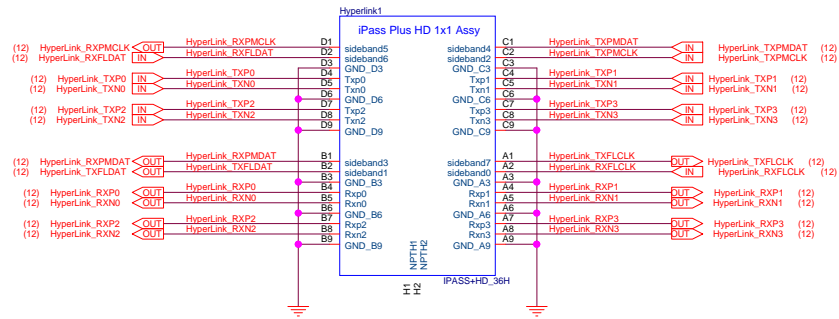 Hyperlink1
iPass Plus HD 1x1 Assy
(12) HyperLink_RXPMCLK OUT HyperLink_RXPMCLK D1 sideband5 sideband4 C1 HyperLink_TXPMDAT IN HyperLink_TXPMDAT (12)
(12) HyperLink_RXFLDAT IN HyperLink_RXFLDAT D2 sideband6 sideband2 C2 HyperLink_TXPMCLK IN HyperLink_TXPMCLK (12)
D3 GND_D3 GND_C3 C3
(12) HyperLink_TXP0 IN HyperLink_TXP0 D4 Txp0 Txp1 C4 HyperLink_TXP1 IN HyperLink_TXP1 (12)
(12) HyperLink_TXN0 IN HyperLink_TXN0 D5 Txn0 Txn1 C5 HyperLink_TXN1 IN HyperLink_TXN1 (12)
D6 GND_D6 GND_C6 C6
(12) HyperLink_TXP2 IN HyperLink_TXP2 D7 Txp2 Txp3 C7 HyperLink_TXP3 IN HyperLink_TXP3 (12)
(12) HyperLink_TXN2 IN HyperLink_TXN2 D8 Txn2 Txn3 C8 HyperLink_TXN3 IN HyperLink_TXN3 (12)
D9 GND_D9 GND_C9 C9
(12) HyperLink_RXPMDAT OUT HyperLink_RXPMDAT B1 sideband3 sideband7 A1 HyperLink_TXFLCLK OUT HyperLink_TXFLCLK (12)
(12) HyperLink_TXFLDAT OUT HyperLink_TXFLDAT B2 sideband1 sideband0 A2 HyperLink_RXFLCLK IN HyperLink_RXFLCLK (12)
B3 GND_B3 GND_A3 A3
(12) HyperLink_RXP0 OUT HyperLink_RXP0 B4 Rxp0 Rxp1 A4 HyperLink_RXP1 OUT HyperLink_RXP1 (12)
(12) HyperLink_RXN0 OUT HyperLink_RXN0 B5 Rxn0 Rxn1 A5 HyperLink_RXN1 OUT HyperLink_RXN1 (12)
B6 GND_B6 GND_A6 A6
(12) HyperLink_RXP2 OUT HyperLink_RXP2 B7 Rxp2 Rxp3 A7 HyperLink_RXP3 OUT HyperLink_RXP3 (12)
(12) HyperLink_RXN2 OUT HyperLink_RXN2 B8 Rxn2 Rxn3 A8 HyperLink_RXN3 OUT HyperLink_RXN3 (12)
B9 GND_B9 GND_A9 A9
NPTH1
NPTH2
H1
H2
IPASS+HD_36H